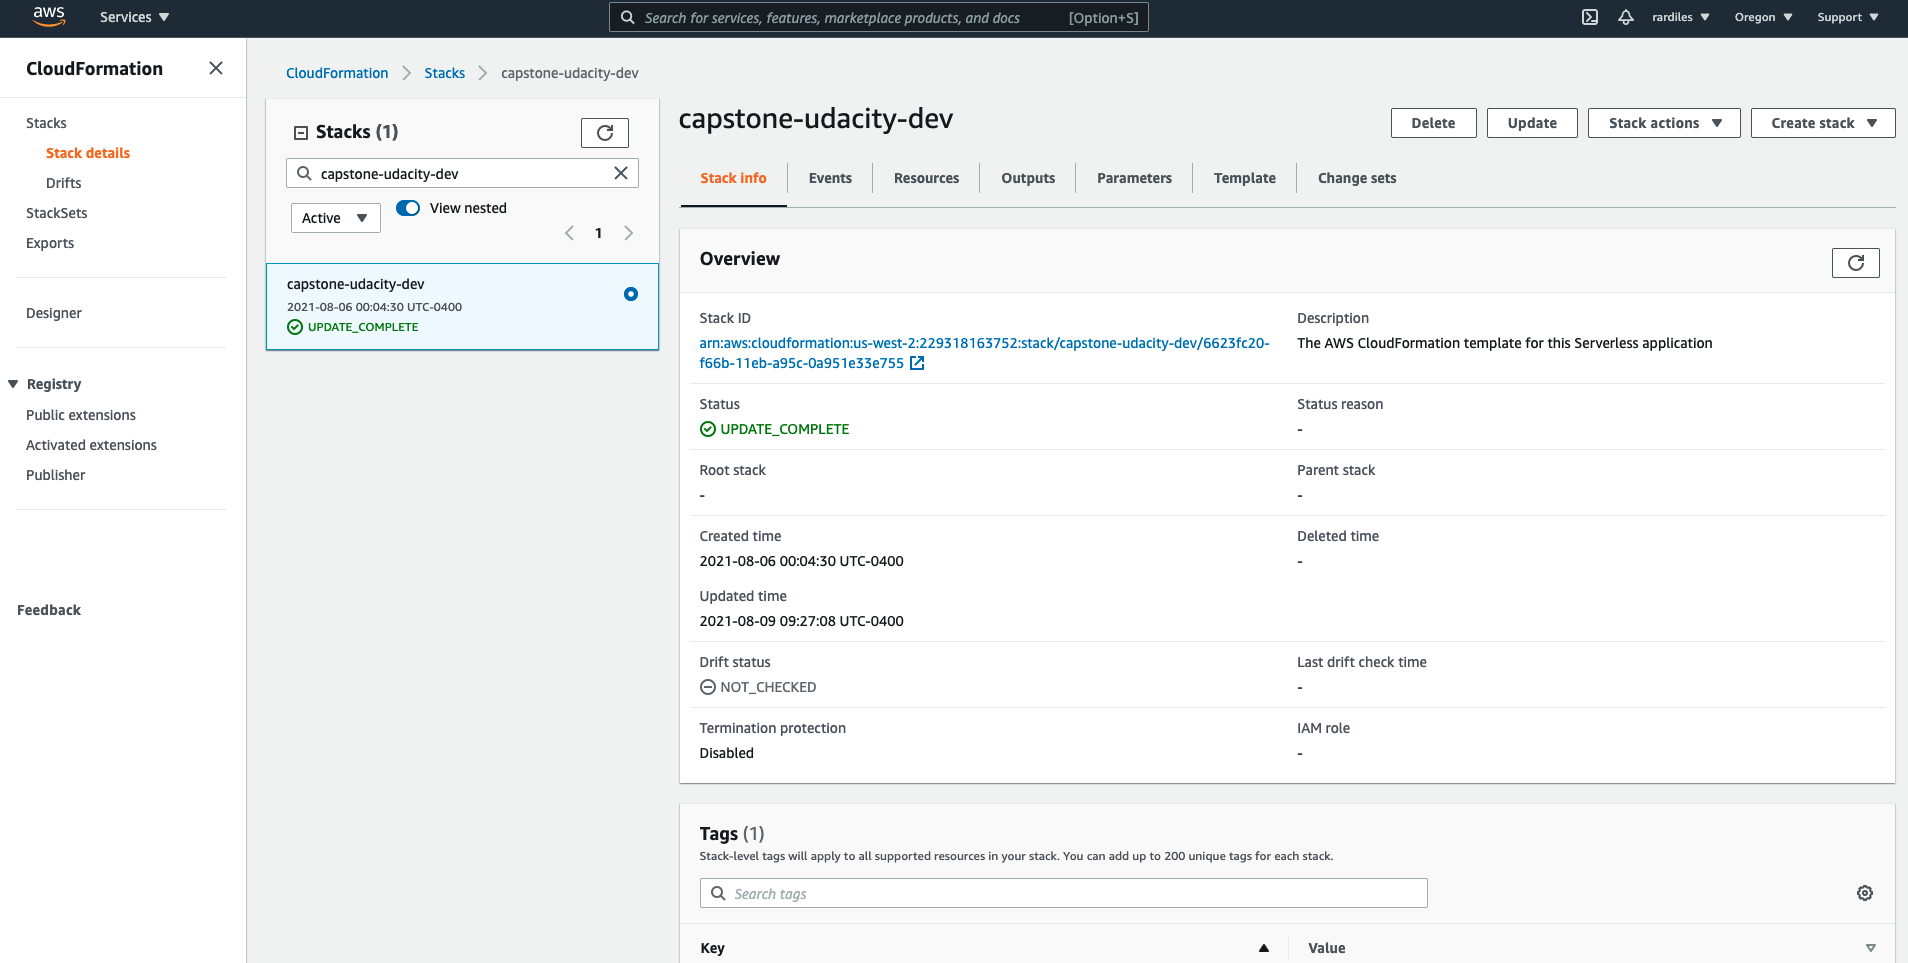 aws
Services
Search for services, features, marketplace products, and docs
[Option+S]
rardiles
Oregon
Support
CloudFormation
Stacks
Stack details
Drifts
StackSets
Exports
Designer
Registry
Public extensions
Activated extensions
Publisher
Feedback
CloudFormation
Stacks
capstone-udacity-dev
Stacks (1)
capstone-udacity-dev
Active
View nested
1
capstone-udacity-dev
2021-08-06 00:04:30 UTC-0400
UPDATE_COMPLETE
capstone-udacity-dev
Delete
Update
Stack actions
Create stack
Stack info
Events
Resources
Outputs
Parameters
Template
Change sets
Overview
Stack ID
arn:aws:cloudformation:us-west-2:229318163752:stack/capstone-udacity-dev/6623fc20-
f66b-11eb-a95c-0a951e33e755
Description
The AWS CloudFormation template for this Serverless application
Status
UPDATE_COMPLETE
Status reason
-
Root stack
-
Parent stack
-
Created time
2021-08-06 00:04:30 UTC-0400
Deleted time
-
Updated time
2021-08-09 09:27:08 UTC-0400
Drift status
NOT_CHECKED
Last drift check time
-
Termination protection
Disabled
IAM role
-
Tags (1)
Stack-level tags will apply to all supported resources in your stack. You can add up to 200 unique tags for each stack.
Search tags
Key
Value